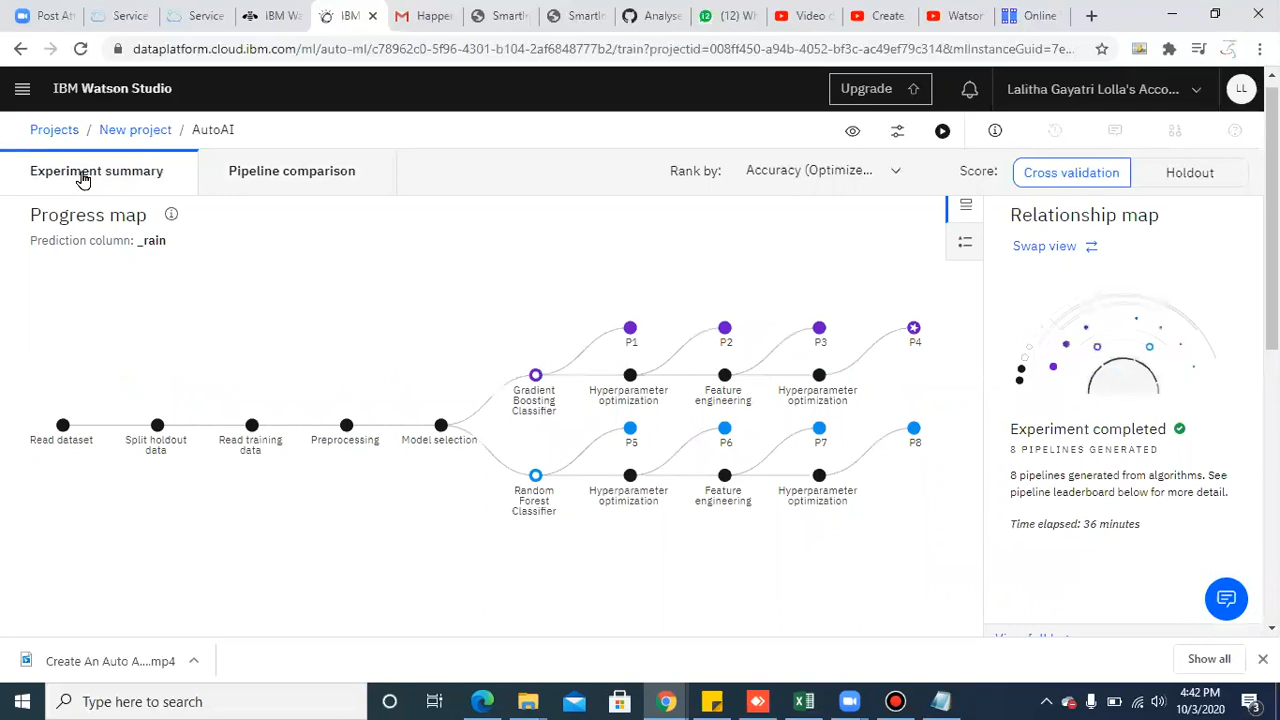 Post Ati
Service
Service
IBM Wa
IBM
Happe
SmartIn
SmartIn
Analyse
(12) Wh
Video c
Create
Watson
Online
dataplatform.cloud.ibm.com/ml/auto-ml/c78962c0-5f96-4301-b104-2af6848777b2/train?projectid=008ff450-a94b-4052-bf3c-ac49ef79c314&mlInstanceGuid=7e...
IBM Watson Studio
Upgrade
Lalitha Gayatri Lolla's Acco...
LL
Projects / New project / AutoAI
Experiment summary
Pipeline comparison
Rank by:
Accuracy (Optimize...
Score:
Cross validation
Holdout
Progress map
Prediction column: _rain
Relationship map
Swap view
P1
P2
P3
P4
Gradient
Boosting
Classifier
Hyperparameter
optimization
Feature
engineering
Hyperparameter
optimization
Read dataset
Split holdout
data
Read training
data
Preprocessing
Model selection
P5
P6
P7
P8
Random
Forest
Classifier
Hyperparameter
optimization
Feature
engineering
Hyperparameter
optimization
Experiment completed
8 PIPELINES GENERATED
8 pipelines generated from algorithms. See
pipeline leaderboard below for more detail.
Time elapsed: 36 minutes
Create An Auto A....mp4
Show all
Type here to search
4:42 PM
10/3/2020
3